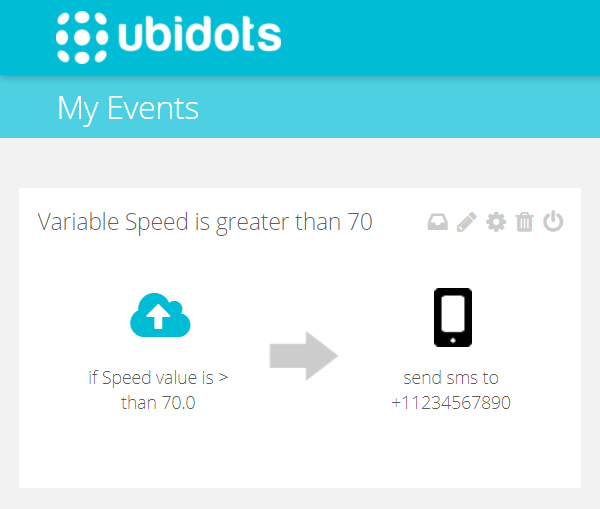 ubidots
My Events
Variable Speed is greater than 70
if Speed value is >
than 70.0
send sms to
+11234567890